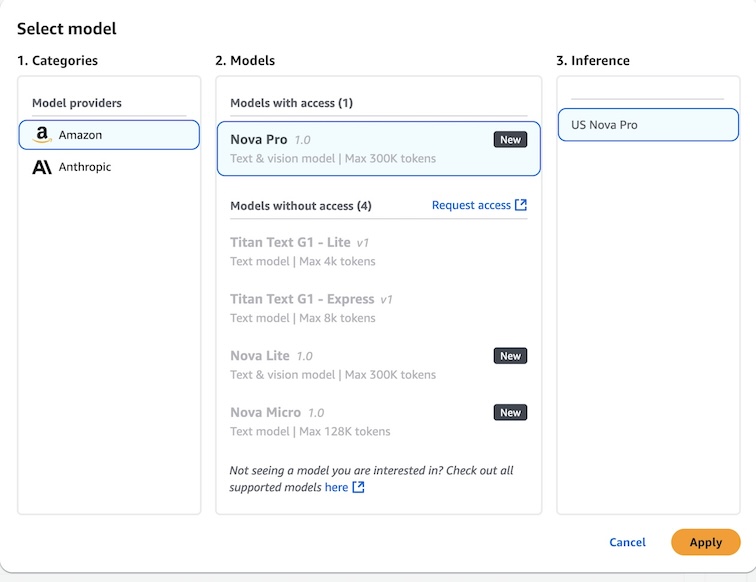 Select model
1. Categories
Model providers
Amazon
Anthropic
2. Models
Models with access (1)
Nova Pro 1.0
New
Text & vision model | Max 300K tokens
Models without access (4)
Request access
Titan Text G1 - Lite v1
Text model | Max 4k tokens
Titan Text G1 - Express v1
Text model | Max 8k tokens
Nova Lite 1.0
New
Text & vision model | Max 300K tokens
Nova Micro 1.0
New
Text model | Max 128K tokens
Not seeing a model you are interested in? Check out all
supported models here
3. Inference
US Nova Pro
Cancel
Apply